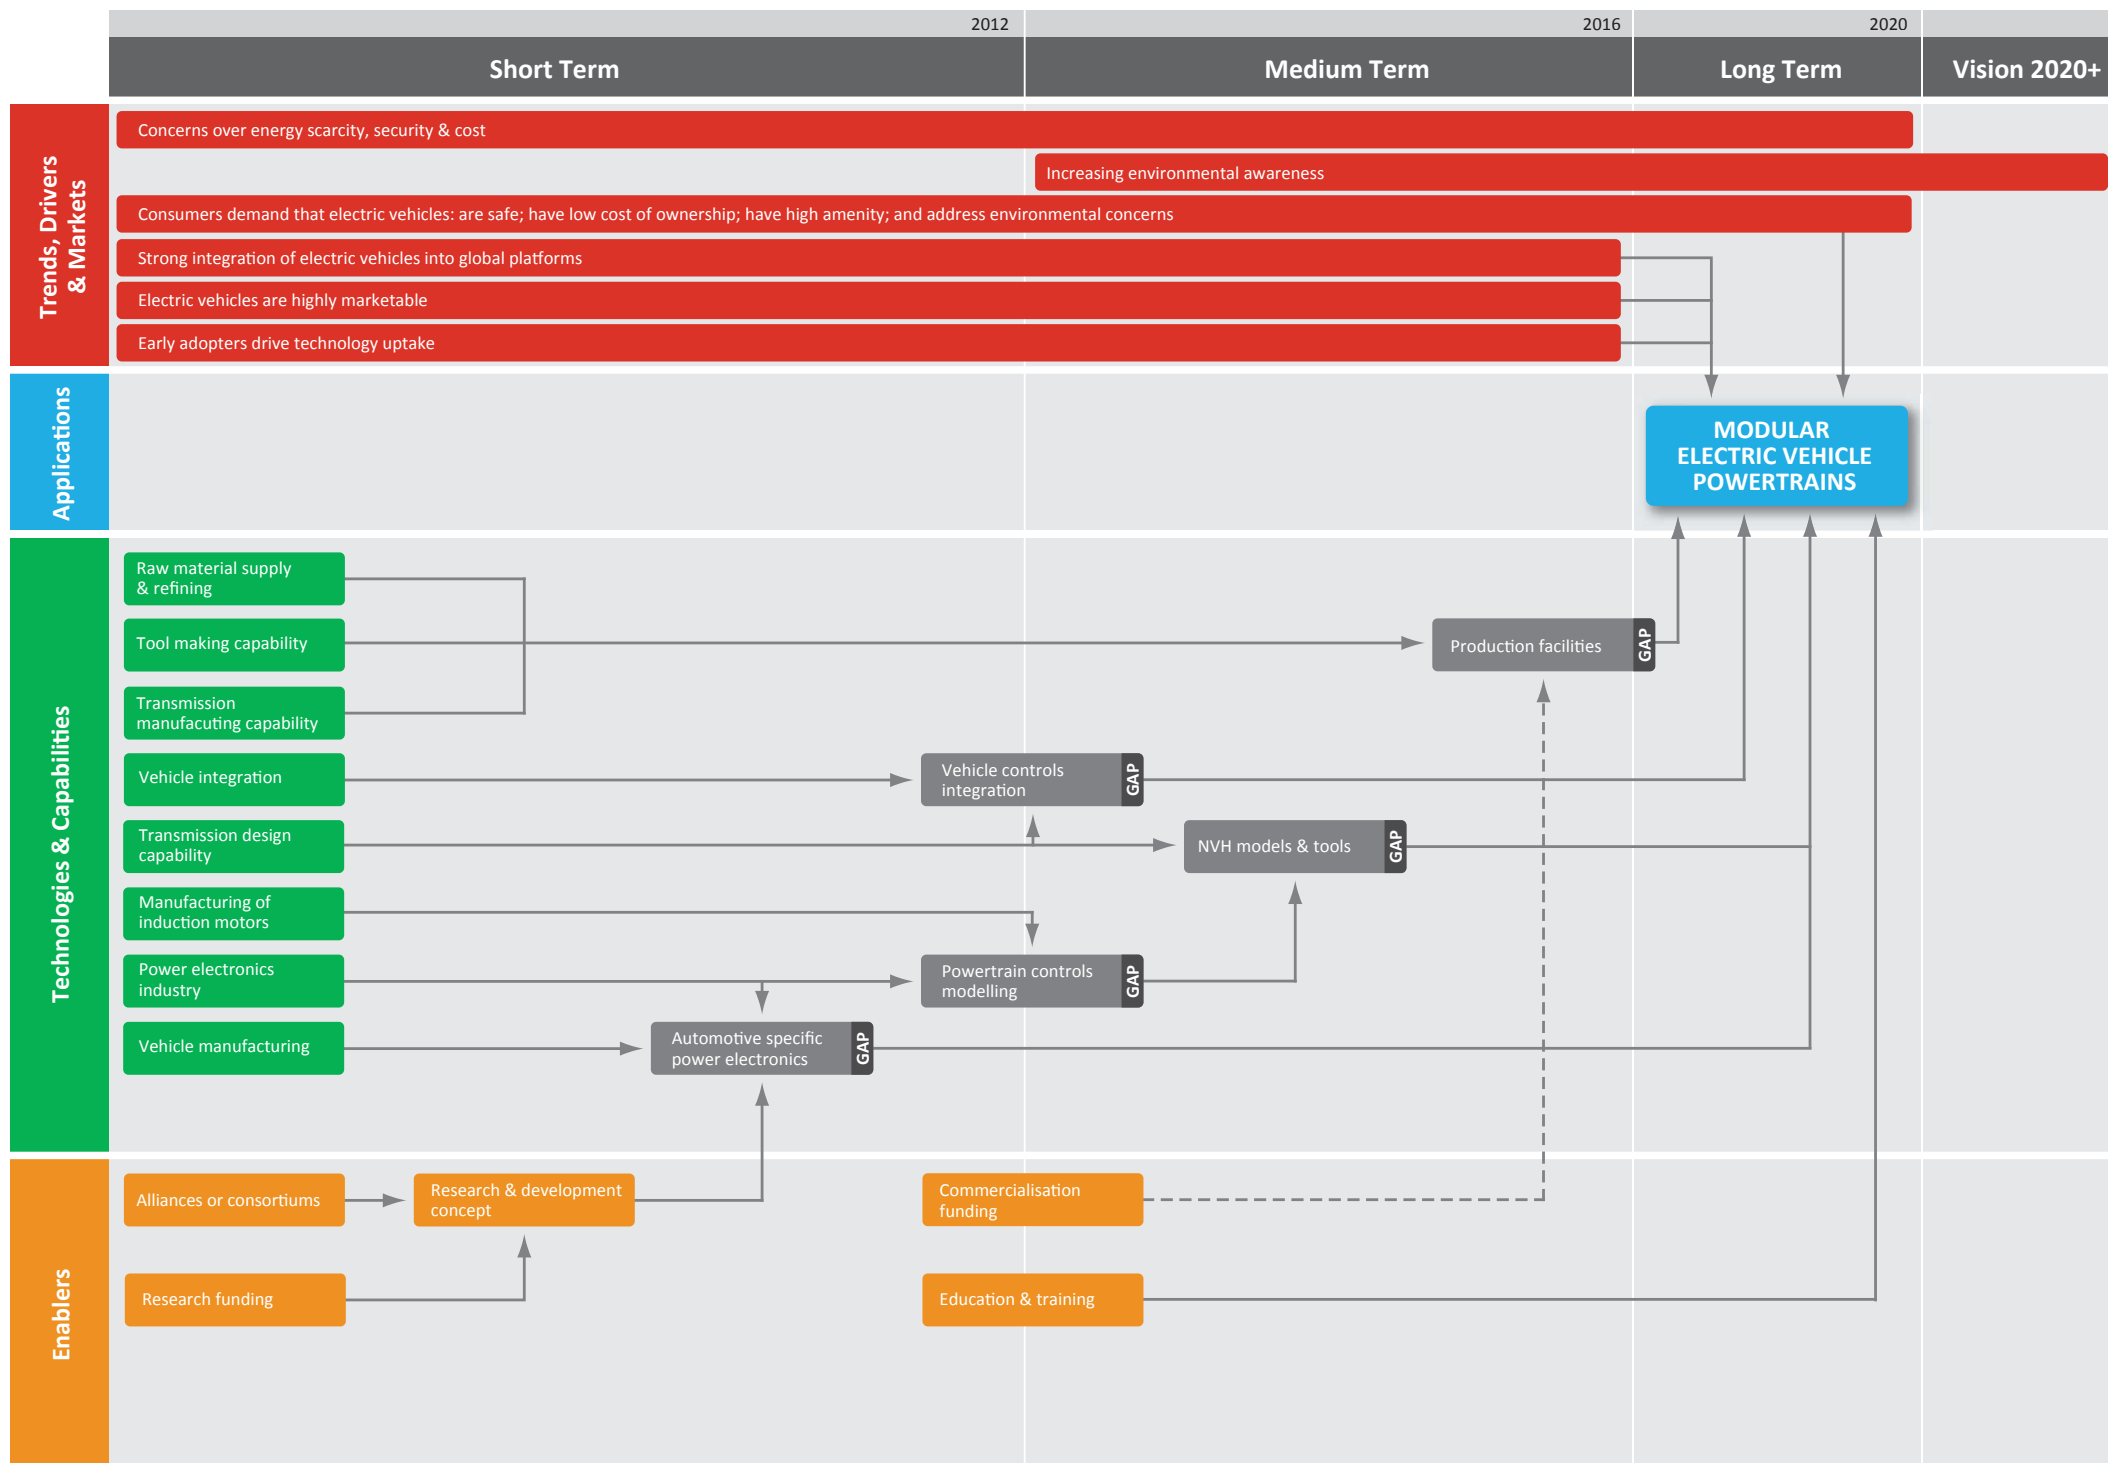 2012
2016
2020
Short Term
Medium Term
Long Term
Vision 2020+
Trends, Drivers
& Markets
Concerns over energy scarcity, security & cost
Increasing environmental awareness
Consumers demand that electric vehicles: are safe; have low cost of ownership; have high amenity; and address environmental concerns
Strong integration of electric vehicles into global platforms
Electric vehicles are highly marketable
Early adopters drive technology uptake
Applications
MODULAR
ELECTRIC VEHICLE
POWERTRAINS
Technologies & Capabilities
Raw material supply
& refining
Tool making capability
Production facilities
GAP
Transmission
manufacuting capability
Vehicle integration
Vehicle controls
integration
GAP
Transmission design
capability
NVH models & tools
GAP
Manufacturing of
induction motors
Power electronics
industry
Powertrain controls
modelling
GAP
Vehicle manufacturing
Automotive specific
power electronics
GAP
Enablers
Alliances or consortiums
Research & development
concept
Commercialisation
funding
Research funding
Education & training